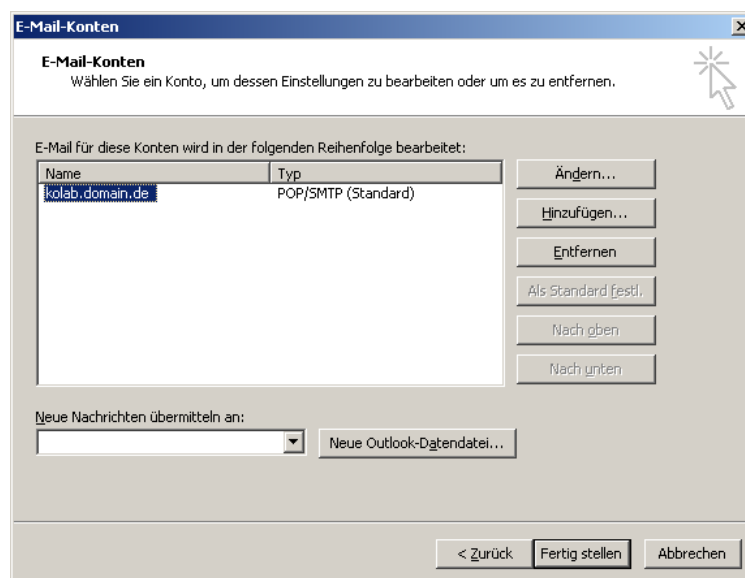 E-Mail-Konten
E-Mail-Konten
Wählen Sie ein Konto, um dessen Einstellungen zu bearbeiten oder um es zu entfernen.
E-Mail für diese Konten wird in der folgenden Reihenfolge bearbeitet:
Name Typ
kolab.domain.de POP/SMTP (Standard)
Ändern...
Hinzufügen...
Entfernen
Als Standard festl.
Nach oben
Nach unten
Neue Nachrichten übermitteln an:
Neue Outlook-Datendatei...
< Zurück Fertig stellen Abbrechen